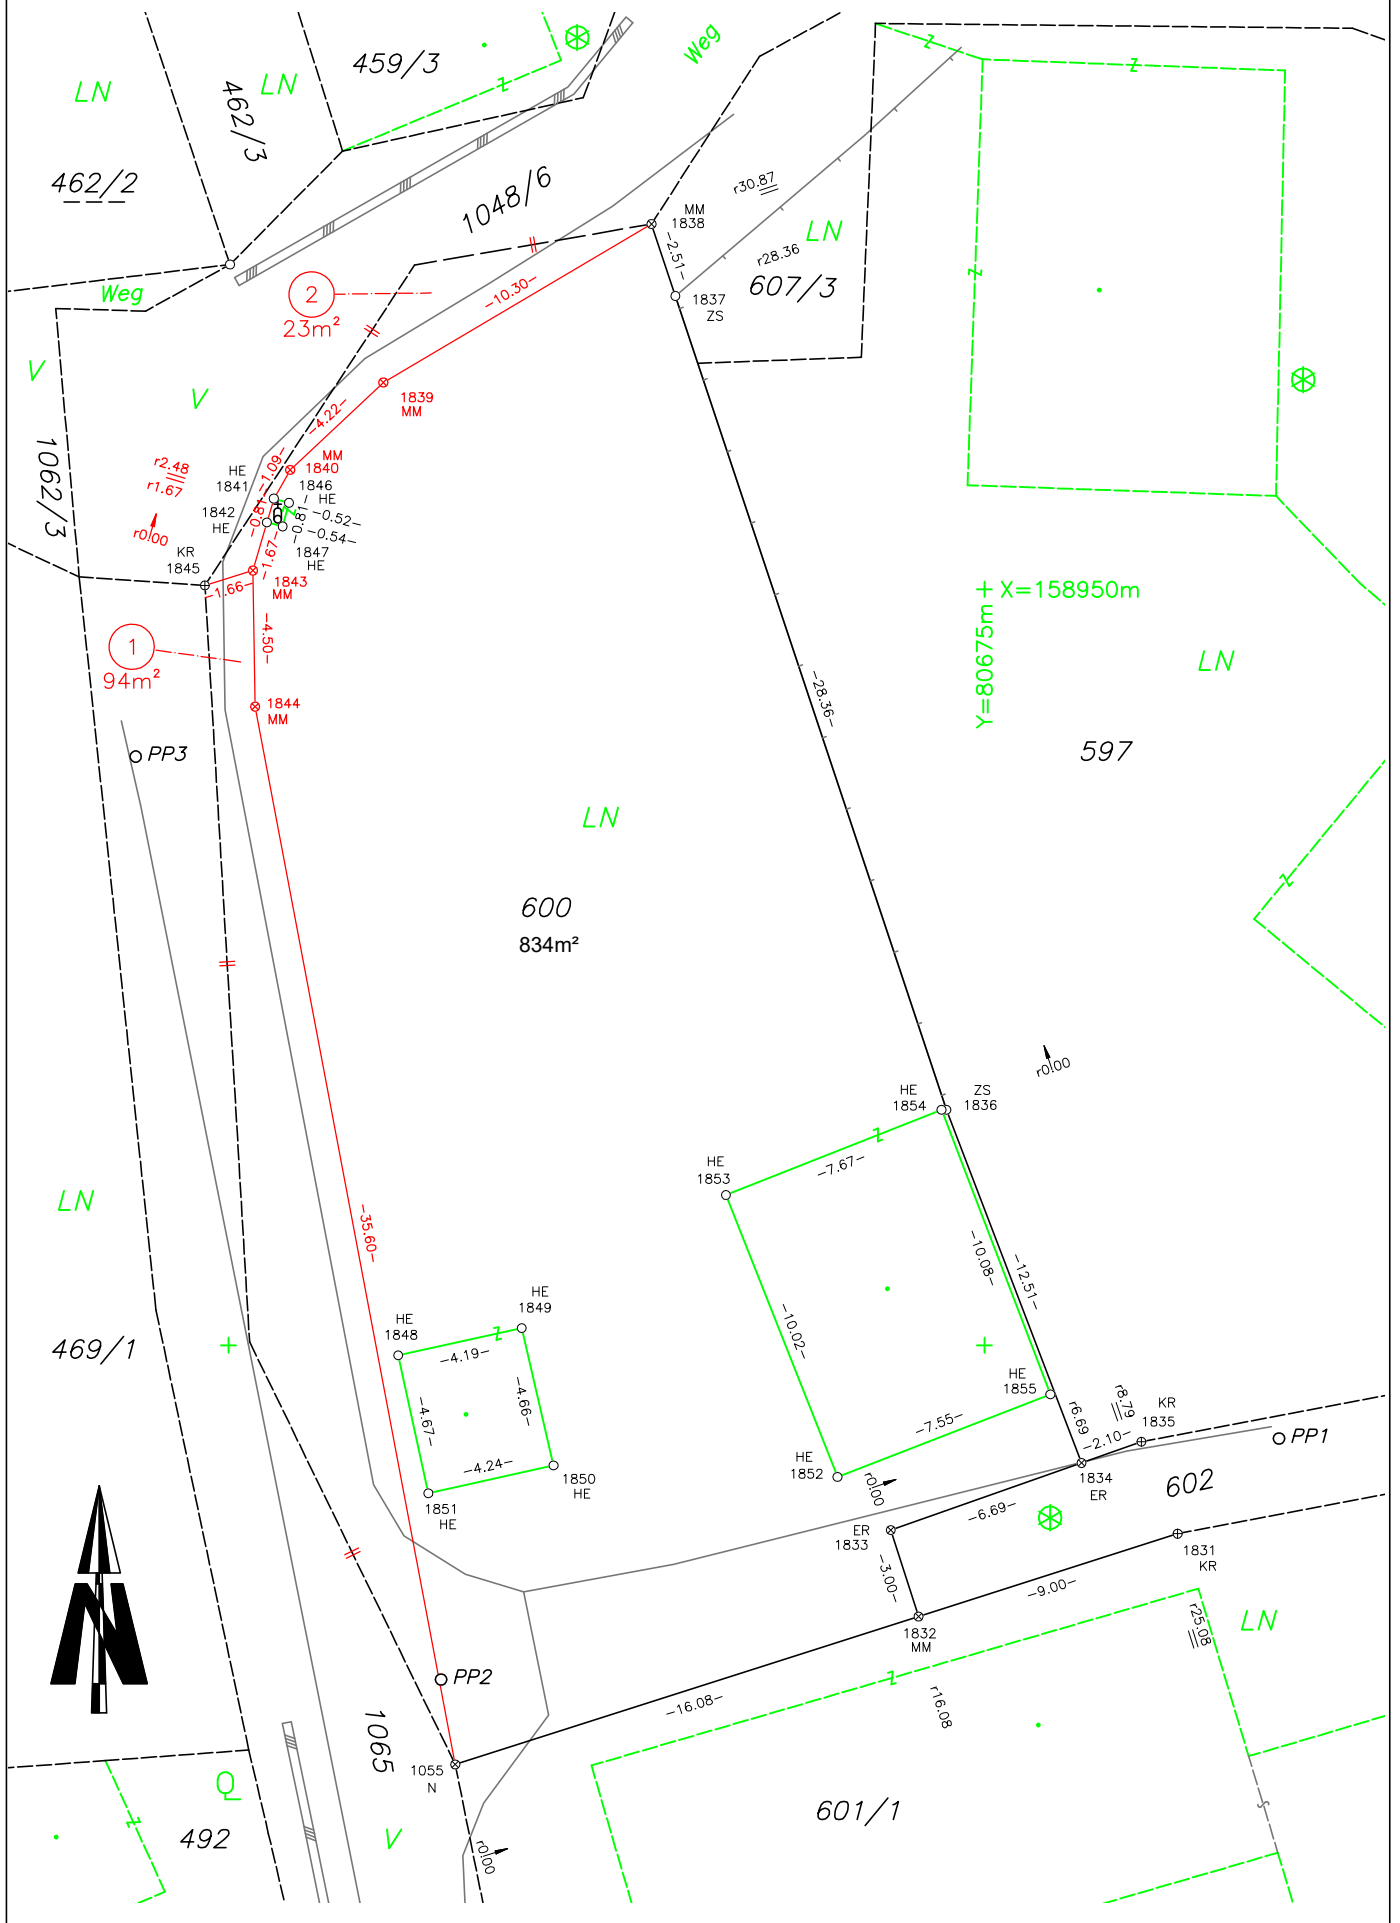 459/3
Weg
LN
LN
462/3
462/2
1048/6
r30.87
MM
1838
LN
-2.51-
r28.36
607/3
1837
ZS
Weg
2
23m²
-10.30-
V
V
1839
MM
-4.22-
1062/3
r2.48
r1.67
r0.00
HE
1841
-1.09-
MM
1840
1846
HE
1842
HE
-0.81-
-0.81-
-0.52-
-0.54-
1847
HE
KR
1845
-1.67-
-1.66-
1843
MM
1
94m²
-4.50-
1844
MM
X=158950m
Y=80675m
LN
-28.36-
PP3
597
LN
600
834m²
r0.00
HE
1854
ZS
1836
HE
1853
-7.67-
LN
-35.60-
-10.08-
-12.51-
HE
1849
HE
1848
-4.19-
-10.02-
469/1
-4.67-
-4.66-
HE
1855
r6.69
r8.79
KR
1835
-2.10-
PP1
-7.55-
-4.24-
HE
1852
1850
HE
1851
HE
r0.00
1834
ER
602
-6.69-
ER
1833
-3.00-
1831
KR
-9.00-
1832
MM
r25.08
LN
N
PP2
-16.08-
r16.08
1065
1055
N
Q
601/1
492
V
r0.00